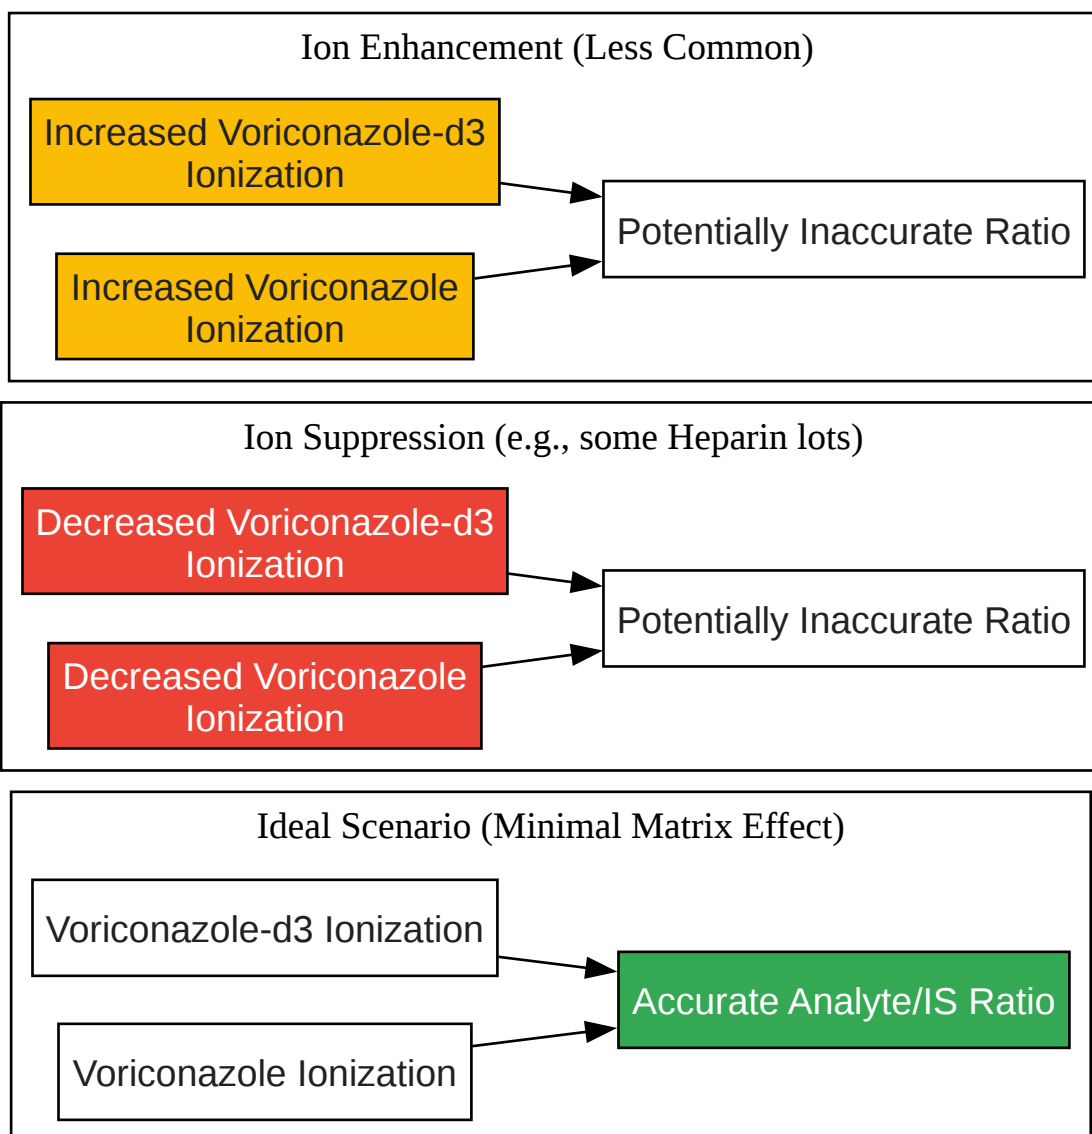 Ion Enhancement (Less Common)
Increased Voriconazole-d3
Ionization
Increased Voriconazole
Ionization
Potentially Inaccurate Ratio
Ion Suppression (e.g., some Heparin lots)
Decreased Voriconazole-d3
Ionization
Decreased Voriconazole
Ionization
Potentially Inaccurate Ratio
Ideal Scenario (Minimal Matrix Effect)
Voriconazole-d3 Ionization
Voriconazole Ionization
Accurate Analyte/IS Ratio